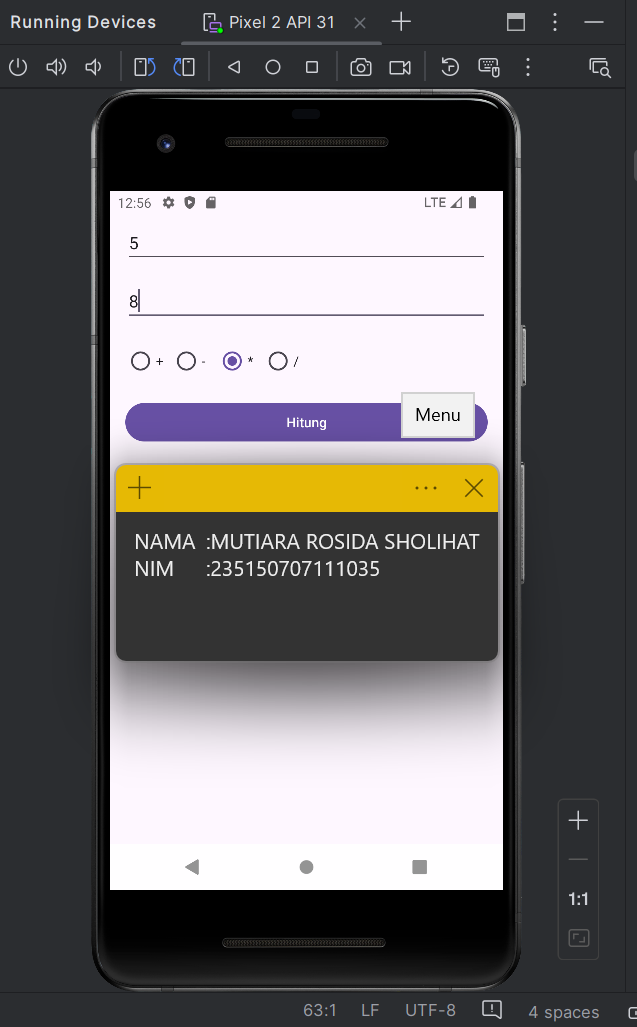 Running Devices
Pixel 2 API 31
12:56
LTE
5
8
+ - * /
Hitung
Menu
NAMA :MUTIARA ROSIDA SHOLIHAT
NIM :235150707111035
1:1
63:1 LF UTF-8 4 spaces